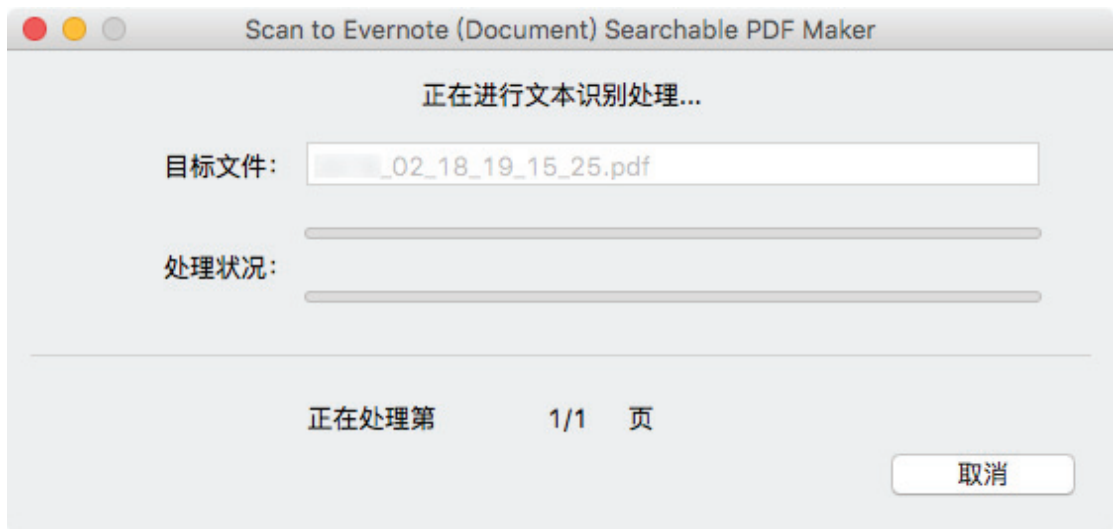 Scan to Evernote (Document) Searchable PDF Maker
正在进行文本识别处理...
目标文件： _02_18_19_15_25.pdf
处理状况：
正在处理第 1/1 页
取消